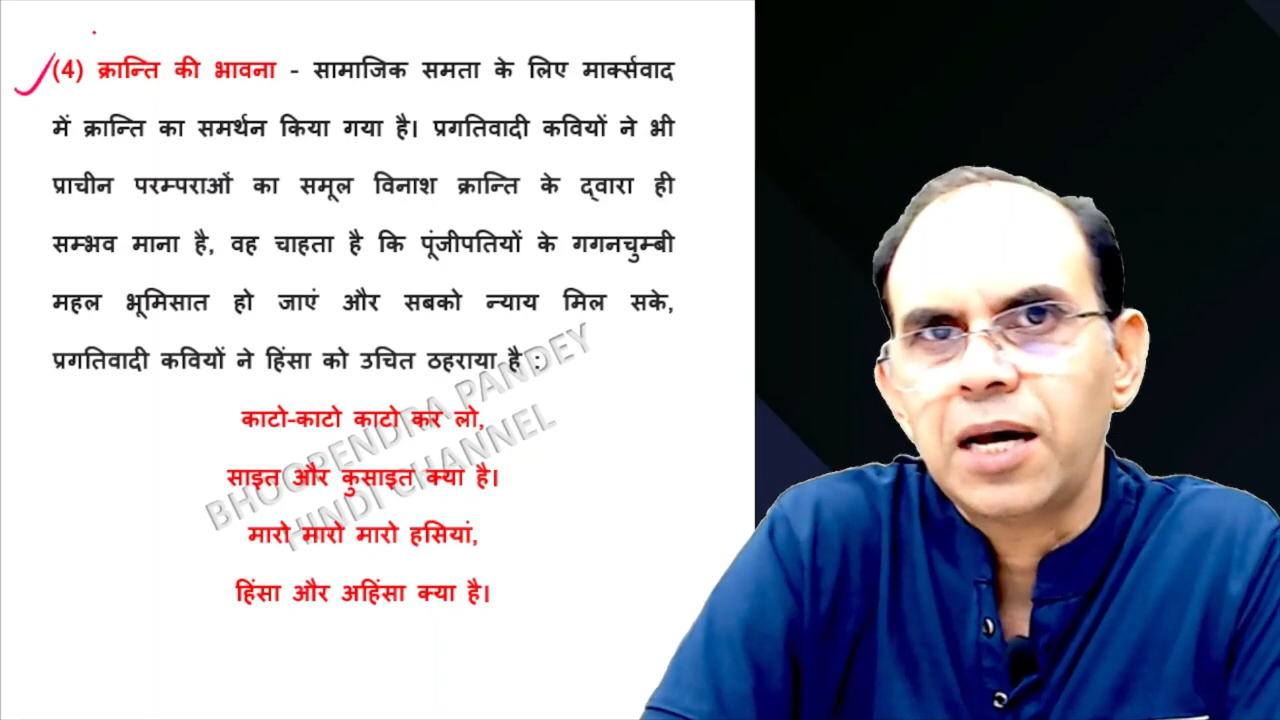 (4) क्रान्ति की भावना - सामाजिक समता के लिए मार्क्सवाद
में क्रान्ति का समर्थन किया गया है। प्रगतिवादी कवियों ने भी
प्राचीन परम्पराओं का समूल विनाश क्रान्ति के द्वारा ही
सम्भव माना है, वह चाहता है कि पूंजीपतियों के गगनचुम्बी
महल भूमिसात हो जाएं और सबको न्याय मिल सके,
प्रगतिवादी कवियों ने हिंसा को उचित ठहराया है :
काटो-काटो काटो कर लो,
साइत और कुसाइत क्या है।
मारो मारो मारो हसियां,
हिंसा और अहिंसा क्या है।
BHOOPENDRA PANDEY
HINDI CHANNEL